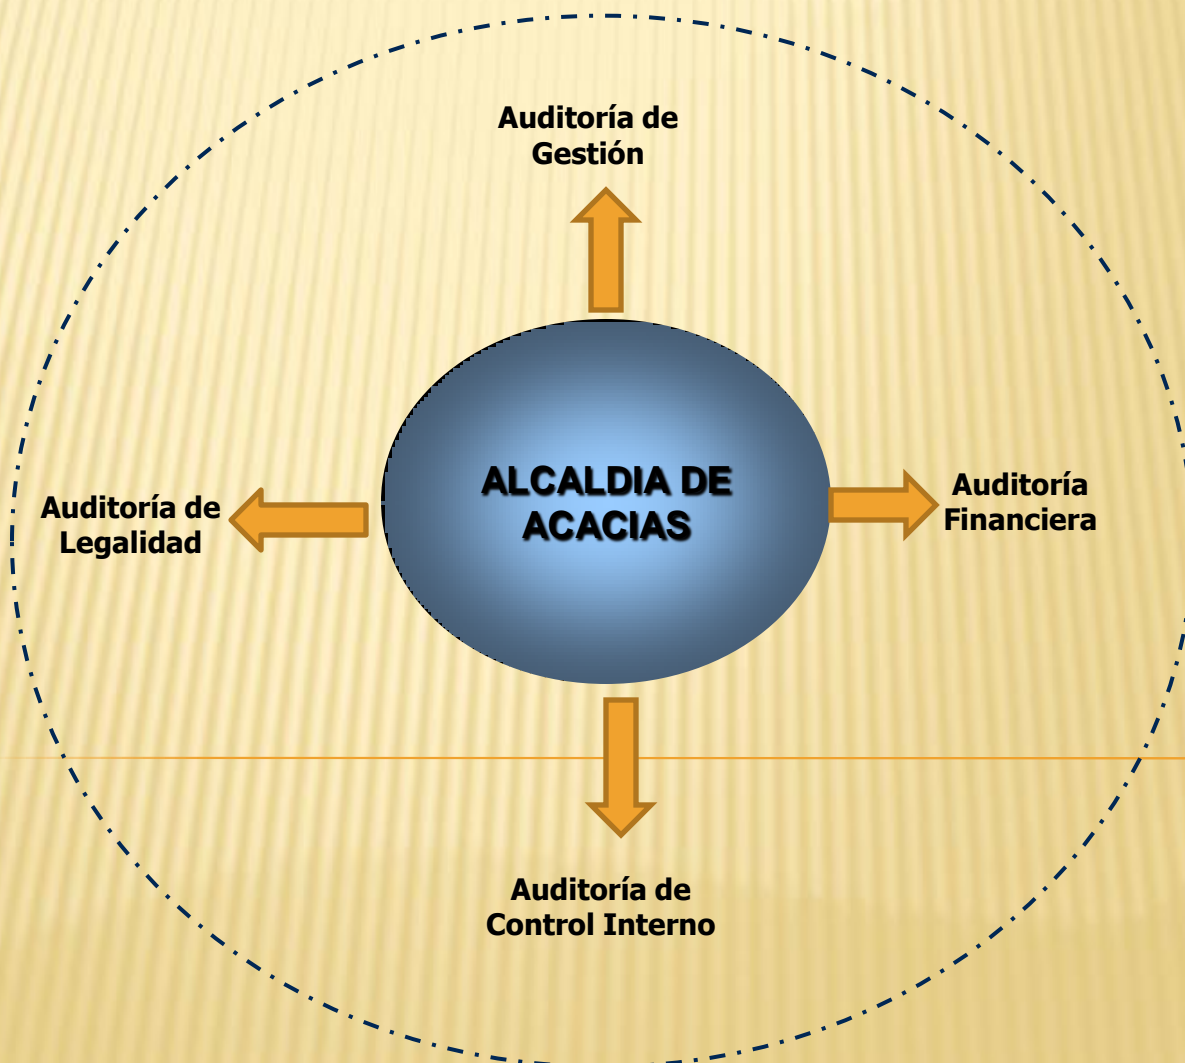 Auditoría de
Gestión
ALCALDIA DE
ACACIAS
Auditoría de
Legalidad
Auditoría
Financiera
Auditoría de
Control Interno